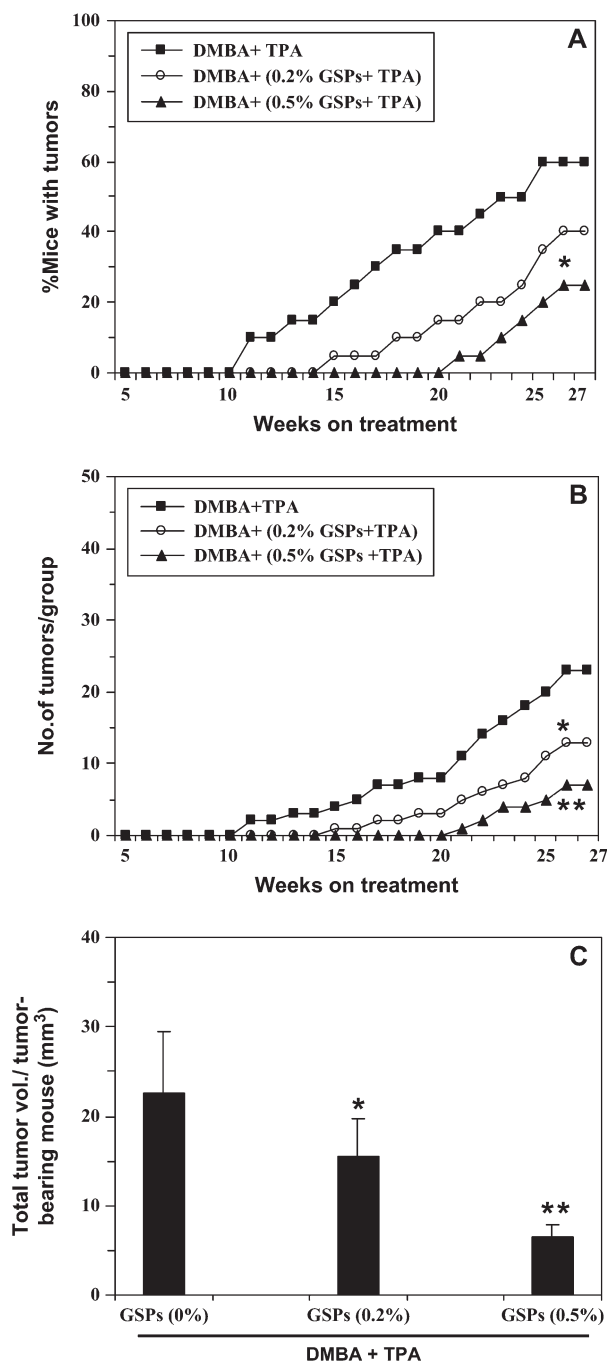 A
DMBA+ TPA
DMBA+ (0.2% GSPs+ TPA)
DMBA+ (0.5% GSPs+ TPA)
100
80
60
40
20
0
%Mice with tumors
*
5 10 15 20 25 27
Weeks on treatment
B
DMBA+TPA
DMBA+ (0.2% GSPs+TPA)
DMBA+ (0.5% GSPs +TPA)
50
40
30
20
10
0
No.of tumors/group
*
**
5 10 15 20 25 27
Weeks on treatment
C
40
30
20
10
0
Total tumor vol./ tumor-
bearing mouse (mm³)
*
**
GSPs (0%) GSPs (0.2%) GSPs (0.5%)
DMBA + TPA